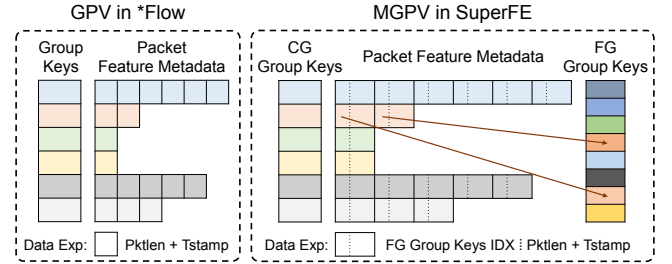 GPV in *Flow
Group
Keys
Packet
Feature Metadata
Data Exp:
Pktlen + Tstamp
MGPV in SuperFE
CG
Group Keys
Packet Feature Metadata
FG
Group Keys
Data Exp:
FG Group Keys IDX
Pktlen + Tstamp